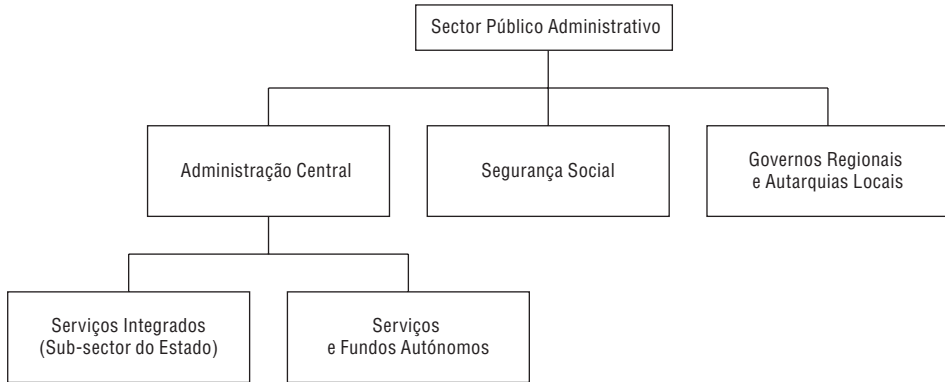 Sector Público Administrativo
Administração Central
Segurança Social
Governos Regionais
e Autarquias Locais
Serviços Integrados
(Sub-sector do Estado)
Serviços
e Fundos Autónomos